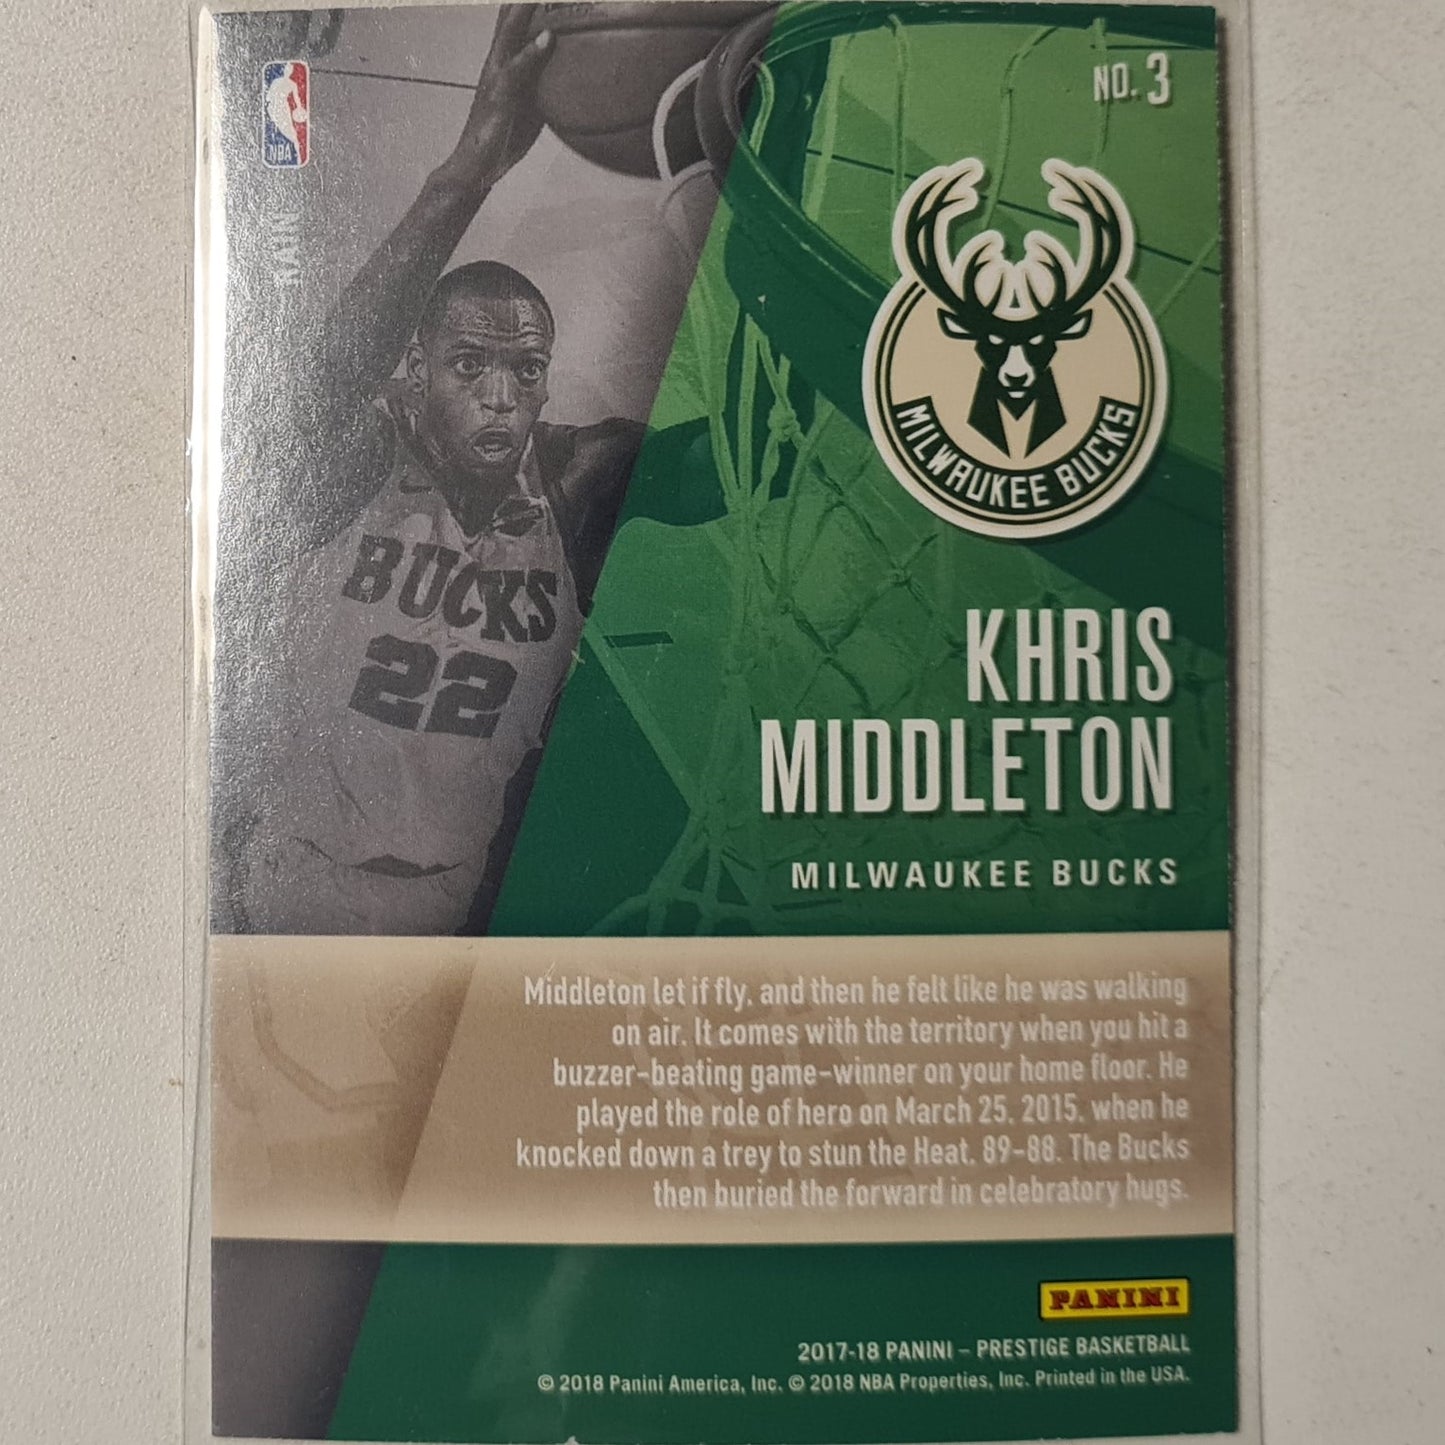 NO. 3
NBA
RAIN
MILWAUKEE BUCKS
BUCKS
22
KHRIS
MIDDLETON
MILWAUKEE BUCKS
Middleton let if fly, and then he felt like he was walking
on air. It comes with the territory when you hit a
buzzer-beating game-winner on your home floor. He
played the role of hero on March 25, 2015, when he
knocked down a trey to stun the Heat, 89-88. The Bucks
then buried the forward in celebratory hugs.
PANINI
2017-18 PANINI – PRESTIGE BASKETBALL
© 2018 Panini America, Inc. © 2018 NBA Properties, Inc. Printed in the USA.